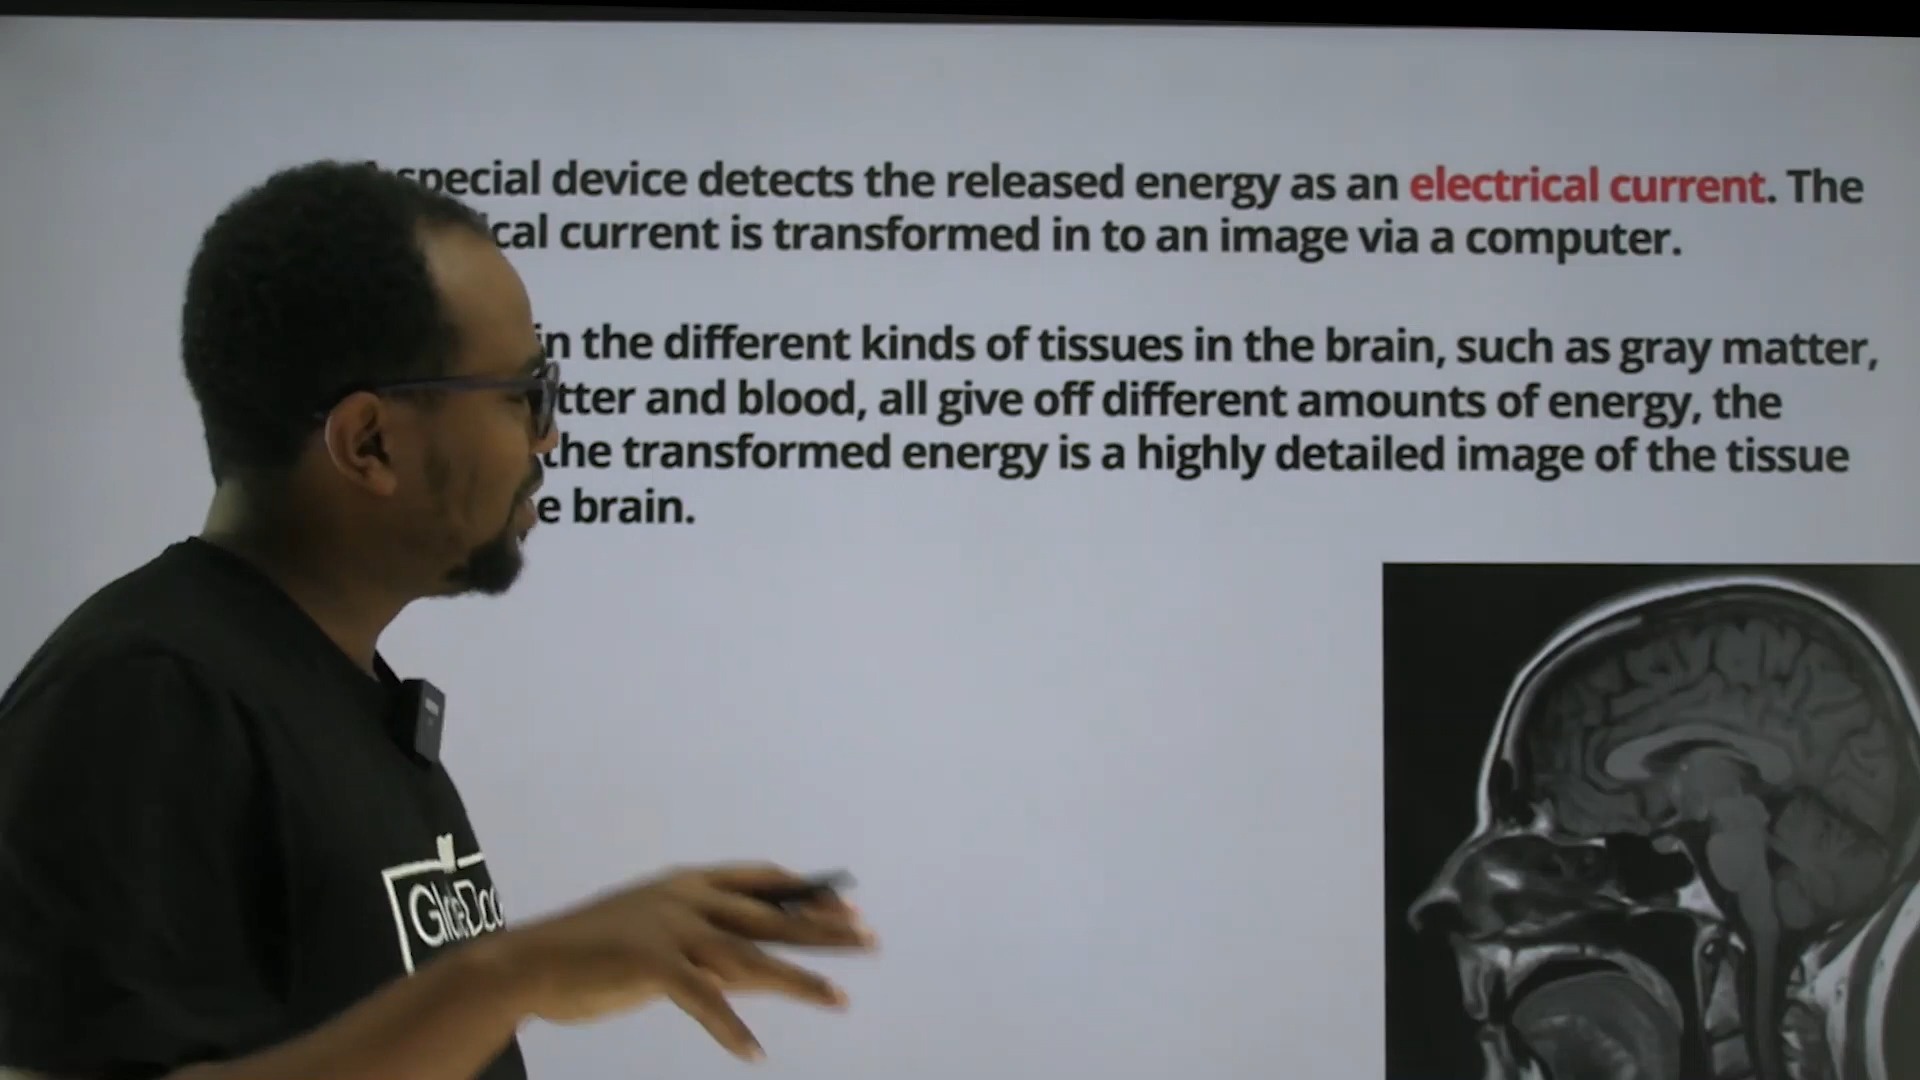 special device detects the released energy as an electrical current. The
cal current is transformed in to an image via a computer.
in the different kinds of tissues in the brain, such as gray matter,
tter and blood, all give off different amounts of energy, the
the transformed energy is a highly detailed image of the tissue
e brain.